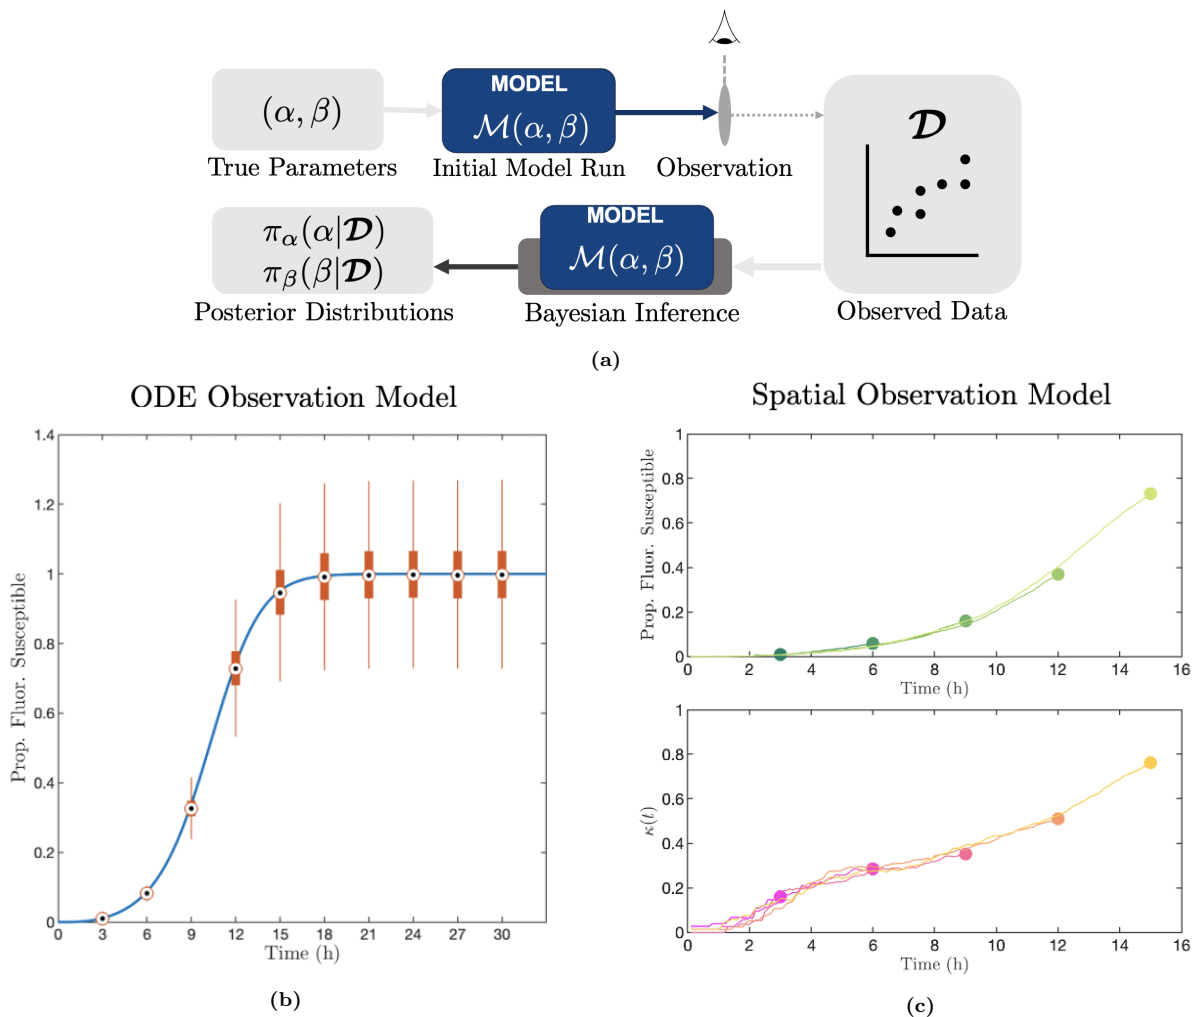 (α, β)
True Parameters
MODEL
ℳ(α, β)
Initial Model Run
Observation
𝓓
Observed Data
MODEL
ℳ(α, β)
Bayesian Inference
π_α(α|𝓓)
π_β(β|𝓓)
Posterior Distributions
(a)
ODE Observation Model
Prop. Fluor. Susceptible
1.4
1.2
1
0.8
0.6
0.4
0.2
0
0 3 6 9 12 15 18 21 24 27 30
Time (h)
(b)
Spatial Observation Model
Prop. Fluor. Susceptible
1
0.8
0.6
0.4
0.2
0
0 2 4 6 8 10 12 14 16
Time (h)
κ(t)
1
0.8
0.6
0.4
0.2
0
0 2 4 6 8 10 12 14 16
Time (h)
(c)